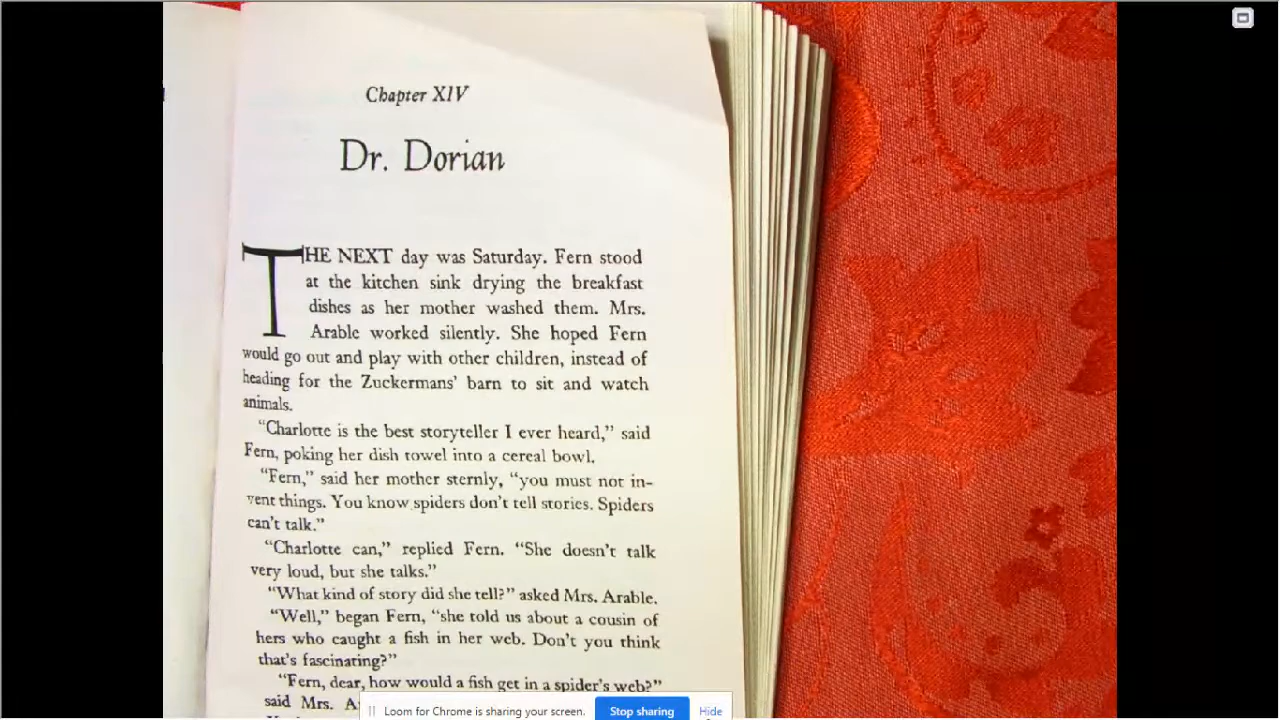 Chapter XIV
Dr. Dorian
THE NEXT day was Saturday. Fern stood
at the kitchen sink drying the breakfast
dishes as her mother washed them. Mrs.
Arable worked silently. She hoped Fern
would go out and play with other children, instead of
heading for the Zuckermans' barn to sit and watch
animals.
"Charlotte is the best storyteller I ever heard," said
Fern, poking her dish towel into a cereal bowl.
"Fern," said her mother sternly, "you must not in-
vent things. You know spiders don't tell stories. Spiders
can't talk."
"Charlotte can," replied Fern. "She doesn't talk
very loud, but she talks."
"What kind of story did she tell?" asked Mrs. Arable.
"Well," began Fern, "she told us about a cousin of
hers who caught a fish in her web. Don't you think
that's fascinating?"
"Fern, dear, how would a fish get in a spider's web?"
said Mrs. A
Loom for Chrome is sharing your screen. Stop sharing Hide